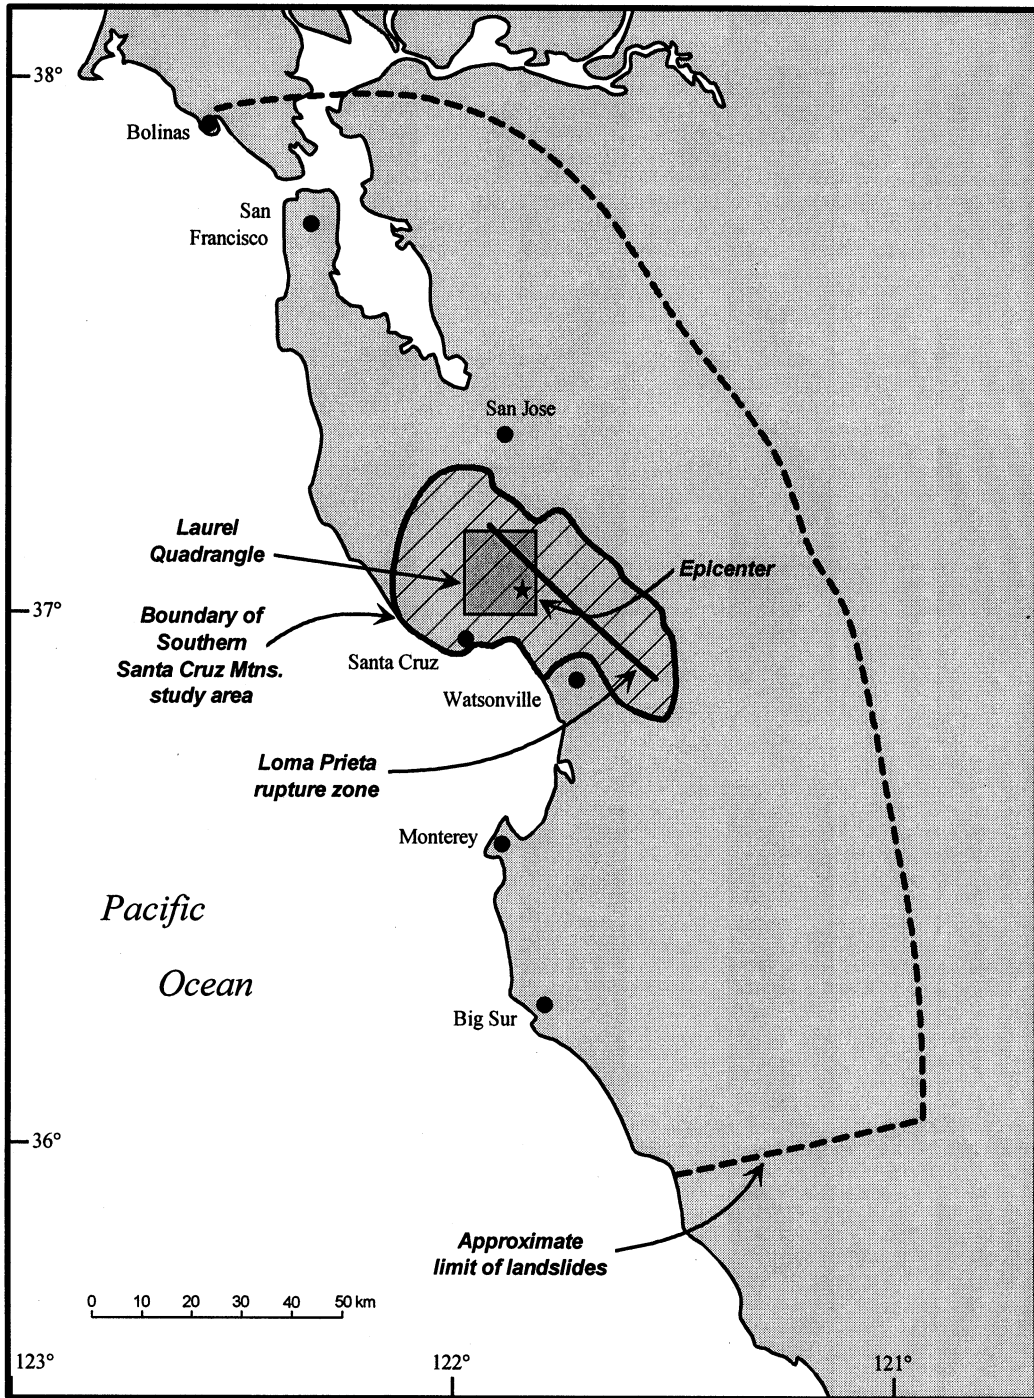 38°
Bolinas
San
Francisco
San Jose
Laurel
Quadrangle
Epicenter
37°
Boundary of
Southern
Santa Cruz Mtns.
study area
Santa Cruz
Watsonville
Loma Prieta
rupture zone
Monterey
Pacific
Ocean
Big Sur
36°
Approximate
limit of landslides
0 10 20 30 40 50 km
123° 122° 121°